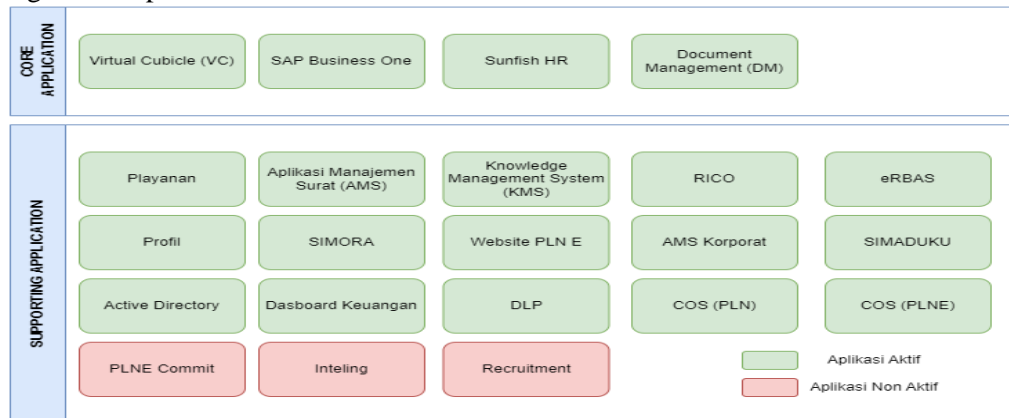 CORE
APPLICATION
Virtual Cubicle (VC)
SAP Business One
Sunfish HR
Document
Management (DM)
SUPPORTING APPLICATION
Playanan
Aplikasi Manajemen
Surat (AMS)
Knowledge
Management System
(KMS)
RICO
eRBAS
Profil
SIMORA
Website PLN E
AMS Korporat
SIMADUKU
Active Directory
Dasboard Keuangan
DLP
COS (PLN)
COS (PLNE)
PLNE Commit
Inteling
Recruitment
Aplikasi Aktif
Aplikasi Non Aktif